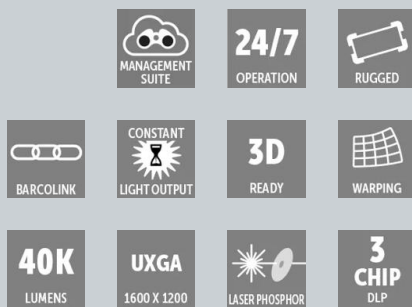 MANAGEMENT
SUITE
24/7
OPERATION
RUGGED
BARCOLINK
CONSTANT
LIGHT OUTPUT
3D
READY
WARPING
40K
LUMENS
UXGA
1600 X 1200
LASER PHOSPHOR
3
CHIP
DLP